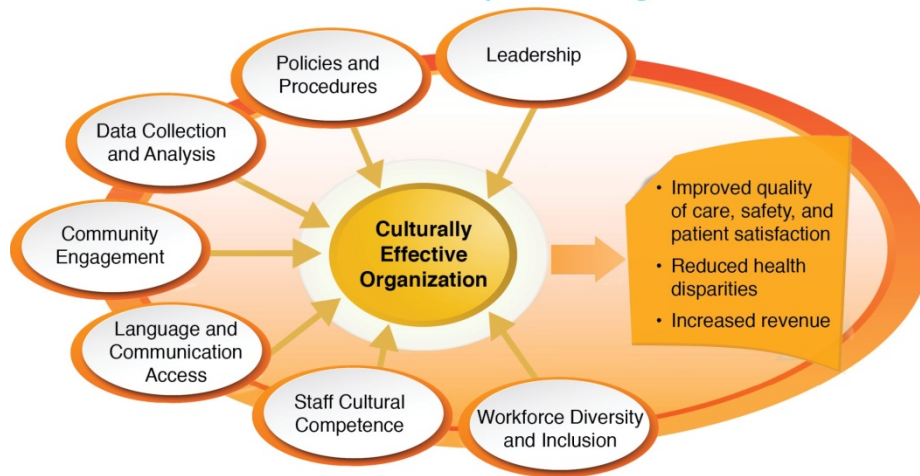 Leadership
Policies and
Procedures
Data Collection
and Analysis
Community
Engagement
Language and
Communication
Access
Staff Cultural
Competence
Workforce Diversity
and Inclusion
Culturally
Effective
Organization
• Improved quality
of care, safety, and
patient satisfaction
• Reduced health
disparities
• Increased revenue